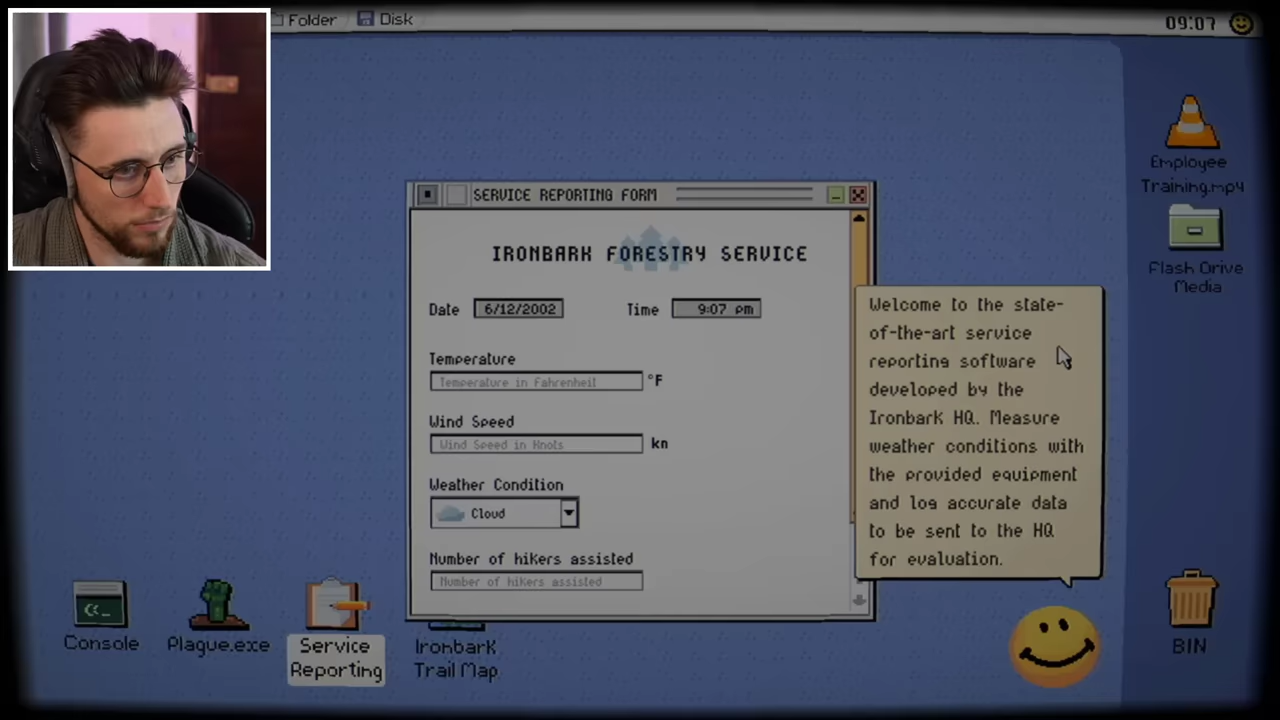 Folder
Disk
09:07
Employee
Training.mp4
Flash Drive
Media
SERVICE REPORTING FORM
IRONBARK FORESTRY SERVICE
Date 6/12/2002 Time 9:07 pm
Temperature
Temperature in Fahrenheit °F
Wind Speed
Wind Speed in Knots kn
Weather Condition
Cloud
Number of hikers assisted
Number of hikers assisted
Welcome to the state-
of-the-art service
reporting software
developed by the
Ironbark HQ. Measure
weather conditions with
the provided equipment
and log accurate data
to be sent to the HQ
for evaluation.
Console
Plague.exe
Service
Reporting
Ironbark
Trail Map
BIN